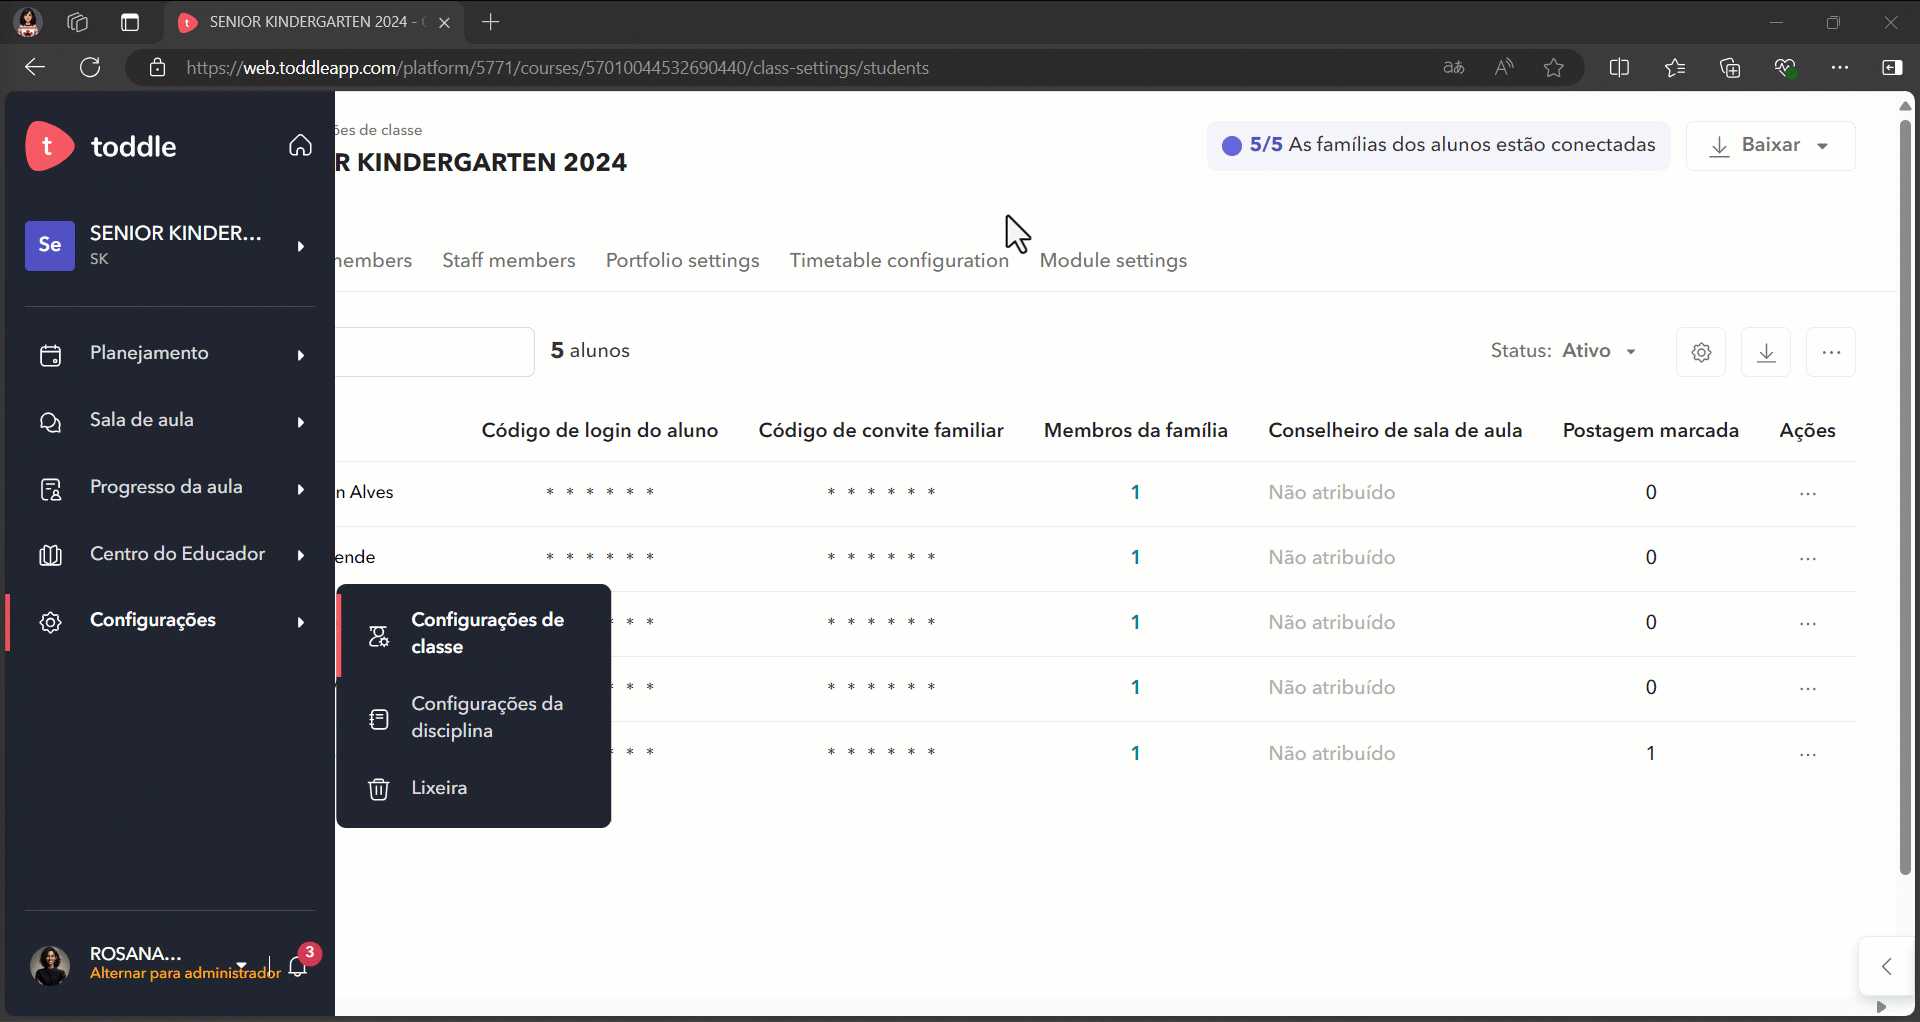 SENIOR KINDERGARTEN 2024 -
https://web.toddleapp.com/platform/5771/courses/57010044532690440/class-settings/students
t toddle
ões de classe
R KINDERGARTEN 2024
5/5 As famílias dos alunos estão conectadas
Baixar
Se SENIOR KINDER...
SK
Staff members Portfolio settings Timetable configuration Module settings
5 alunos
Status: Ativo
Planejamento
Sala de aula
Progresso da aula
Centro do Educador
Configurações
Código de login do aluno Código de convite familiar Membros da família Conselheiro de sala de aula Postagem marcada Ações
n Alves * * * * * * * * * * * * 1 Não atribuído 0 ...
ende * * * * * * * * * * * * 1 Não atribuído 0 ...
* * * * * * * * 1 Não atribuído 0 ...
* * * * * * * * 1 Não atribuído 0 ...
* * * * * * * * 1 Não atribuído 1 ...
Configurações de
classe
Configurações da
disciplina
Lixeira
ROSANA...
Alternar para administrador
3